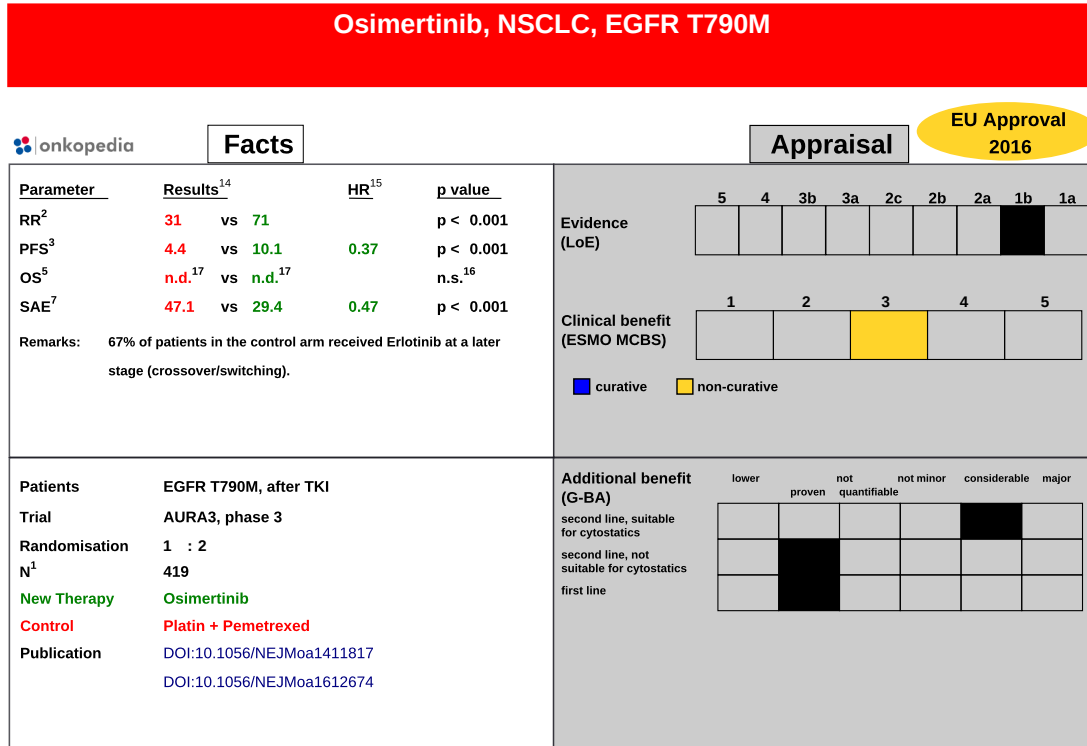 Osimertinib, NSCLC, EGFR T790M
onkopedia
Facts
Appraisal
EU Approval
2016
Parameter Results14 HR15 p value
RR2 31 vs 71 p < 0.001
PFS3 4.4 vs 10.1 0.37 p < 0.001
OS5 n.d.17 vs n.d.17 n.s.16
SAE7 47.1 vs 29.4 0.47 p < 0.001
Remarks: 67% of patients in the control arm received Erlotinib at a later
stage (crossover/switching).
5 4 3b 3a 2c 2b 2a 1b 1a
Evidence
(LoE)
1 2 3 4 5
Clinical benefit
(ESMO MCBS)
curative non-curative
Patients EGFR T790M, after TKI
Trial AURA3, phase 3
Randomisation 1 : 2
N1 419
New Therapy Osimertinib
Control Platin + Pemetrexed
Publication DOI:10.1056/NEJMoa1411817
DOI:10.1056/NEJMoa1612674
Additional benefit
(G-BA)
lower not not minor considerable major
proven quantifiable
second line, suitable
for cytostatics
second line, not
suitable for cytostatics
first line